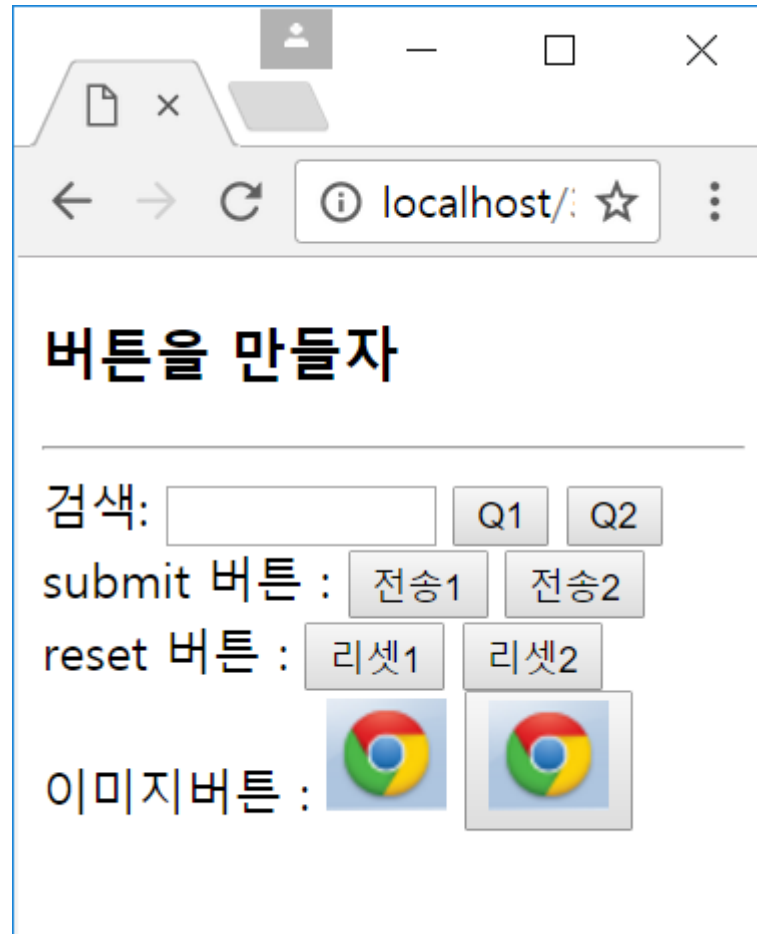 localhost/
버튼을 만들자
검색: Q1 Q2
submit 버튼 : 전송1 전송2
reset 버튼 : 리셋1 리셋2
이미지버튼 :